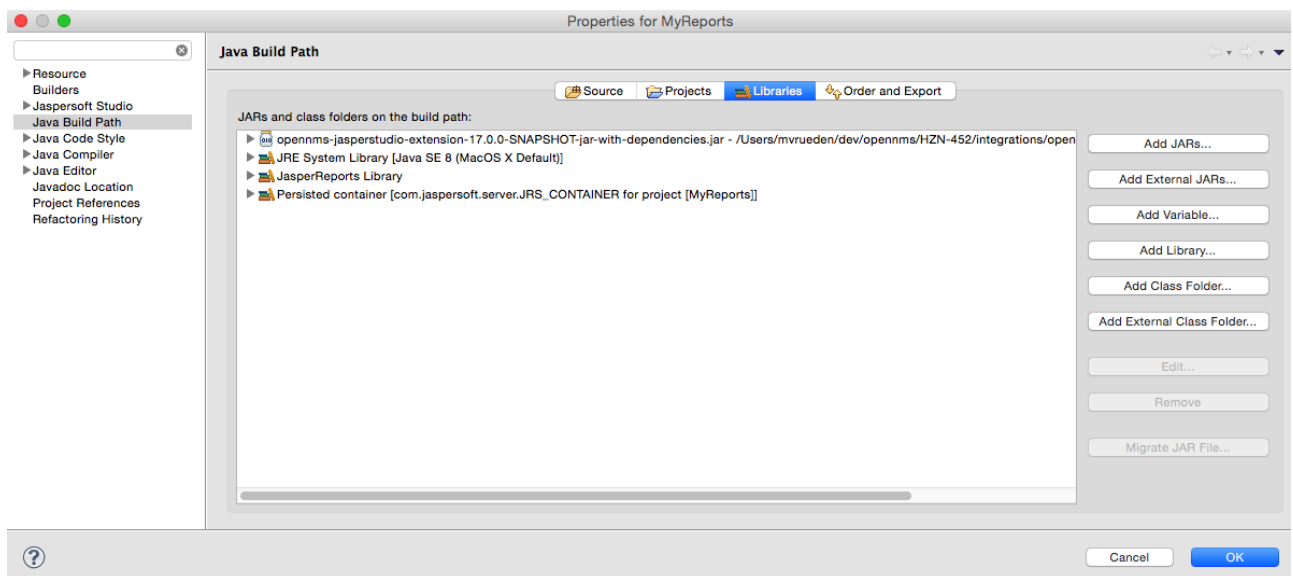 Properties for MyReports
Resource
Builders
Jaspersoft Studio
Java Build Path
Java Code Style
Java Compiler
Java Editor
Javadoc Location
Project References
Refactoring History
Java Build Path
Source Projects Libraries Order and Export
JARs and class folders on the build path:
opennms-jasperstudio-extension-17.0.0-SNAPSHOT-jar-with-dependencies.jar - /Users/mvrueden/dev/opennms/HZN-452/integrations/open
JRE System Library [Java SE 8 (MacOS X Default)]
JasperReports Library
Persisted container [com.jaspersoft.server.JRS_CONTAINER for project [MyReports]]
Add JARs...
Add External JARs...
Add Variable...
Add Library...
Add Class Folder...
Add External Class Folder...
Edit...
Remove
Migrate JAR File...
?
Cancel OK